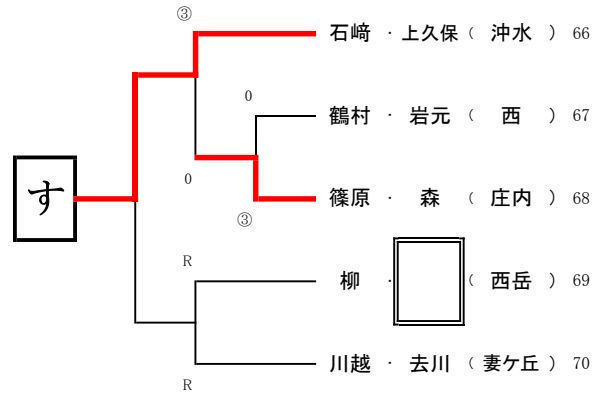 ③
石﨑 ・ 上久保 （ 沖水 ） 66
0
鶴村 ・ 岩元 （ 西 ） 67
す
0
篠原 ・ 森 （ 庄内 ） 68
③
R
柳 ・ （ 西岳 ） 69
川越 ・ 去川 （ 妻ケ丘 ） 70
R